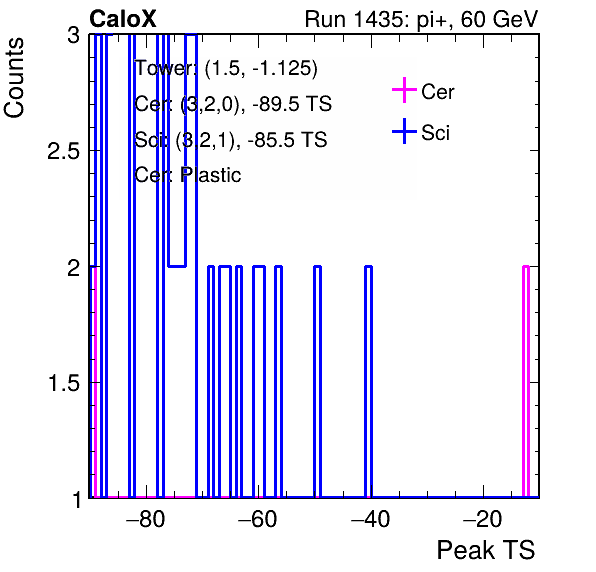 CaloX Run 1435: pi+, 60 GeV
Counts
Tower: (1.5, -1.125)
Cer: (3,2,0), -89.5 TS
Sci: (3,2,1), -85.5 TS
Cer: Plastic
Cer
Sci
3
2.5
2
1.5
1
−80 −60 −40 −20
Peak TS